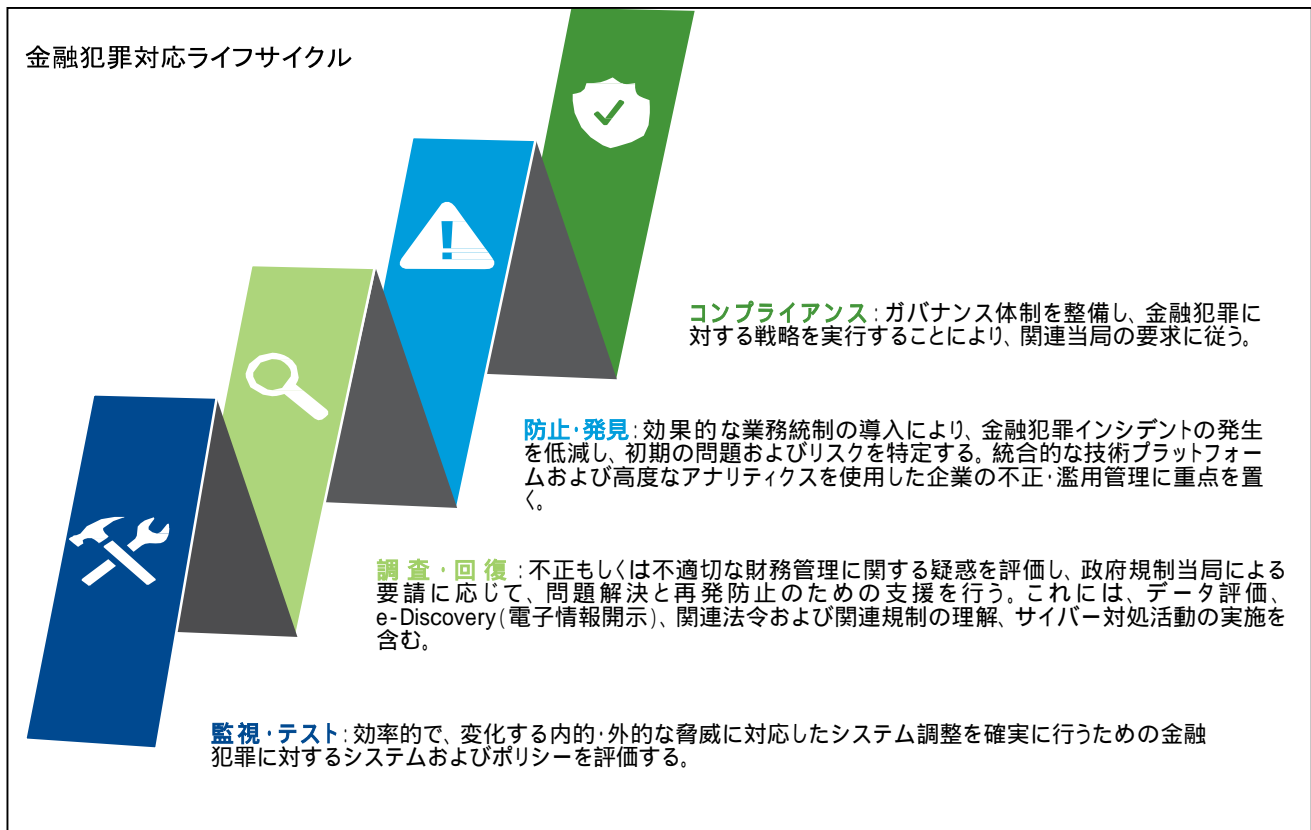 金融犯罪対応ライフサイクル
コンプライアンス:ガバナンス体制を整備し、金融犯罪に
対する戦略を実行することにより、関連当局の要求に従う。
防止・発見:効果的な業務統制の導入により、金融犯罪インシデントの発生
を低減し、初期の問題およびリスクを特定する。統合的な技術プラットフォー
ムおよび高度なアナリティクスを使用した企業の不正・濫用管理に重点を置
く。
調査・回復:不正もしくは不適切な財務管理に関する疑惑を評価し、政府規制当局による
要請に応じて、問題解決と再発防止のための支援を行う。これには、データ評価、
e-Discovery(電子情報開示)、関連法令および関連規制の理解、サイバー対処活動の実施を
含む。
監視・テスト:効率的で、変化する内的・外的な脅威に対応したシステム調整を確実に行うための金融
犯罪に対するシステムおよびポリシーを評価する。